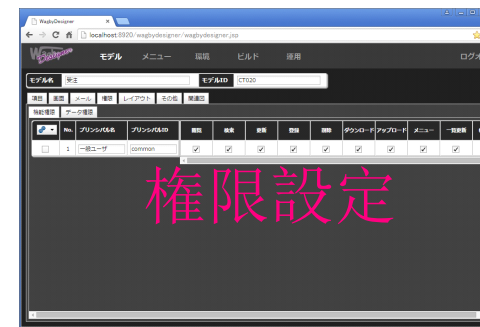 WagbyDesigner
localhost:8920/wagbydesigner/wagbydesigner.jsp
Wagby Designer モデル メニュー 環境 ビルド 運用 ログオ
モデル名 受注 モデルID CT020
項目 画面 メール 権限 レイアウト その他 関連図
機能権限 データ権限
No. プリンシパル名 プリンシパルID 閲覧 検索 更新 登録 削除 ダウンロード アップロード メニュー 一覧更新
1 一般ユーザ common
権限設定